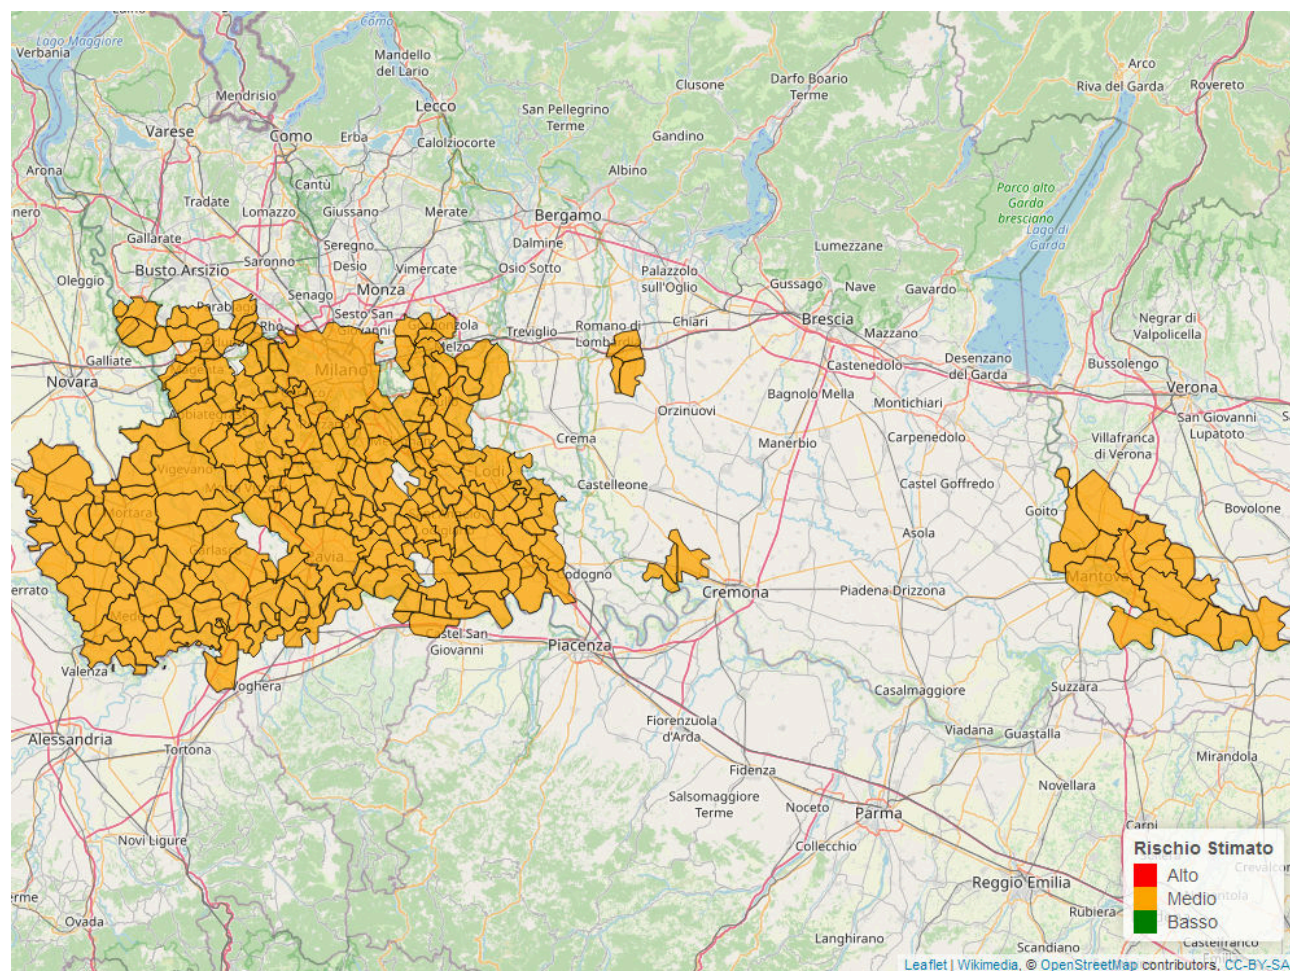 Como
Lago Maggiore
Verbania
Mandello
del Lario
Arco
Clusone
Darfo Boario
Terme
Riva del Garda
Rovereto
Mendrisio
Lecco
San Pellegrino
Terme
Varese
Como
Erba
Calolziocorte
Gandino
Arona
Albino
Cantù
Parco alto
Garda
bresciano
Lago di
Garda
Tradate
Lomazzo
Giussano
Merate
Bergamo
Gallarate
Seregno
Dalmine
Lumezzane
Busto Arsizio
Saronno
Desio
Vimercate
Osio Sotto
Palazzolo
sull'Oglio
Oleggio
Senago
Monza
Gussago
Nave
Gavardo
Rho
Sesto San
Giovanni
Treviglio
Romano di
Lombardia
Chiari
Brescia
Mazzano
Negrar di
Valpolicella
Galliate
Magenta
Milano
Melzo
Castenedolo
Desenzano
del Garda
Bussolengo
Novara
Bagnolo Mella
Montichiari
Verona
Orzinuovi
San Giovanni
Lupatoto
Crema
Manerbio
Carpenedolo
Villafranca
di Verona
Vigevano
Lodi
Castelleone
Castel Goffredo
Mortara
Goito
Bovolone
Asola
Garlasco
Pavia
Codogno
Cremona
Piadena Drizzona
Mantova
Valenza
Castel San
Giovanni
Piacenza
Voghera
Casalmaggiore
Suzzara
Alessandria
Tortona
Fiorenzuola
d'Arda
Viadana
Guastalla
Mirandola
Fidenza
Novellara
Salsomaggiore
Terme
Noceto
Parma
Carpi
Novi Ligure
Collecchio
Reggio Emilia
Rubiera
Ovada
Langhirano
Scandiano
Castelfranco
Rischio Stimato
Alto
Medio
Basso
Leaflet | Wikimedia, © OpenStreetMap contributors, CC-BY-SA